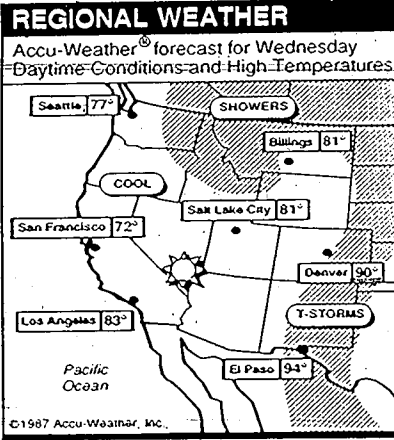 REGIONAL WEATHER
Accu-Weather® forecast for Wednesday
Daytime Conditions and High Temperatures
Seattle 77°
SHOWERS
Billings 81°
COOL
Salt Lake City 81°
San Francisco 72°
Denver 90°
Los Angeles 83°
T-STORMS
El Paso 94°
Pacific
Ocean
©1987 Accu-Weather, Inc.